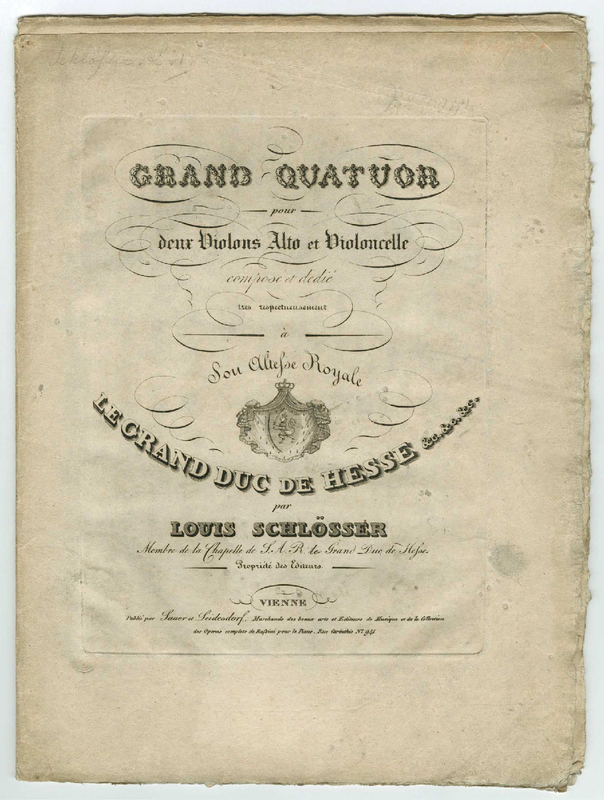 GRAND QUATUOR
pour
deux Violons Alto et Violoncelle
composé et dédié
très respectueusement
à
Son Altesse Royale
LE GRAND DUC DE HESSE &c. &c. &c.
par
LOUIS SCHLÖSSER
Membre de la Chapelle de S. A. R. le Grand Duc de Hesse.
Propriété des Editeurs.
VIENNE
Publié par Sauer et Leidesdorf, Marchands des beaux arts et Editeurs de Musique et de la Collection
des Operas complets de Rossini pour le Piano. Rue Carinthie No. 941